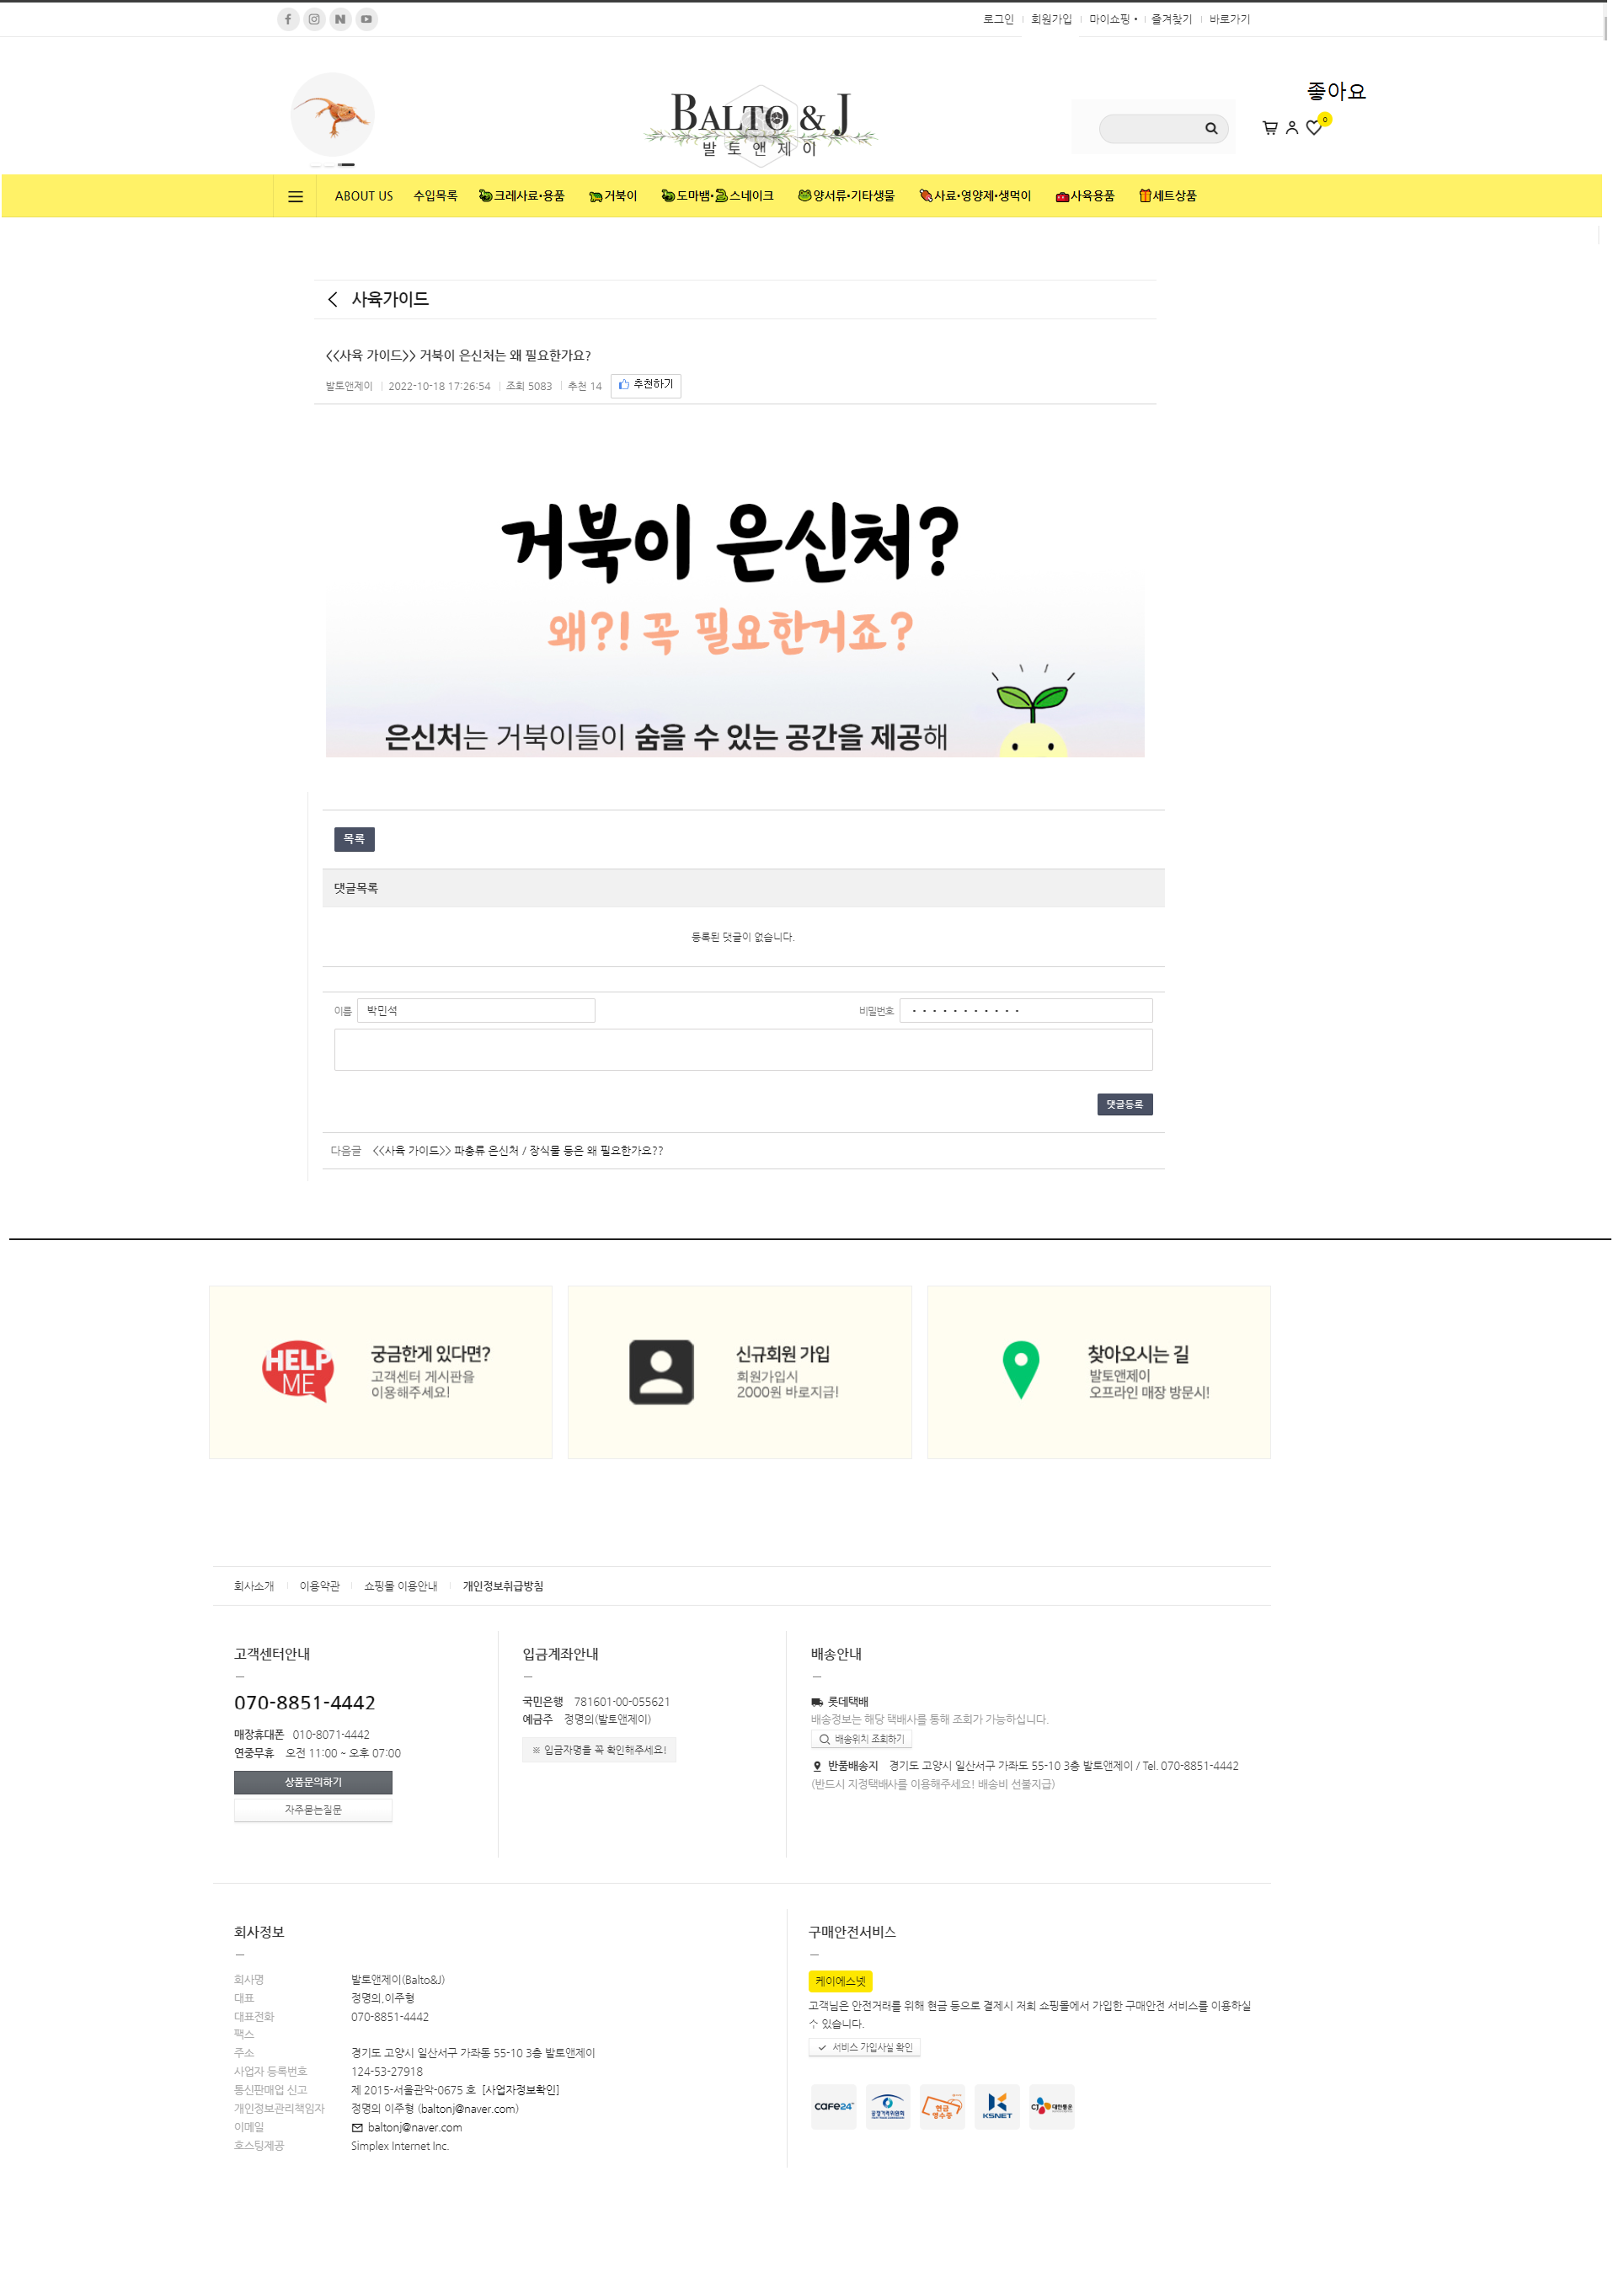 로그인 회원가입 마이쇼핑 • 즐겨찾기 바로가기
좋아요
BALTO & J
발토앤제이
0
ABOUT US 수입목록 크레사료•용품 거북이 도마뱀•스네이크 양서류•기타생물 사료•영양제•생먹이 사육용품 세트상품
사육가이드
<<사육 가이드>> 거북이 은신처는 왜 필요한가요?
발토앤제이 2022-10-18 17:26:54 조회 5083 추천 14 추천하기
거북이 은신처?
왜?! 꼭 필요한거죠?
은신처는 거북이들이 숨을 수 있는 공간을 제공해
목록
댓글목록
등록된 댓글이 없습니다.
이름 박민석 비밀번호 • • • • • • • • • • •
댓글등록
다음글 <<사육 가이드>> 파충류 은신처 / 장식물 등은 왜 필요한가요??
HELP ME
궁금한게 있다면?
고객센터 게시판을
이용해주세요!
신규회원 가입
회원가입시
2000원 바로지급!
찾아오시는 길
발토앤제이
오프라인 매장 방문시!
회사소개 이용약관 쇼핑몰 이용안내 개인정보취급방침
고객센터안내
070-8851-4442
매장휴대폰 010-8071-4442
연중무휴 오전 11:00 ~ 오후 07:00
상품문의하기
자주묻는질문
입금계좌안내
국민은행 781601-00-055621
예금주 정명의(발토앤제이)
※ 입금자명을 꼭 확인해주세요!
배송안내
롯데택배
배송정보는 해당 택배사를 통해 조회가 가능하십니다.
배송위치 조회하기
반품배송지 경기도 고양시 일산서구 가좌도 55-10 3층 발토앤제이 / Tel. 070-8851-4442
(반드시 지정택배사를 이용해주세요! 배송비 선불지급)
회사정보
회사명 발토앤제이(Balto&J)
대표 정명의,이주형
대표전화 070-8851-4442
팩스
주소 경기도 고양시 일산서구 가좌동 55-10 3층 발토앤제이
사업자 등록번호 124-53-27918
통신판매업 신고 제 2015-서울관악-0675 호 [사업자정보확인]
개인정보관리책임자 정명의 이주형 (baltonj@naver.com)
이메일 baltonj@naver.com
호스팅제공 Simplex Internet Inc.
구매안전서비스
케이에스넷
고객님은 안전거래를 위해 현금 등으로 결제시 저희 쇼핑몰에서 가입한 구매안전 서비스를 이용하실
수 있습니다.
서비스 가입사실 확인
cafe24 공정거래위원회 현금영수증 KSNET CJ대한통운